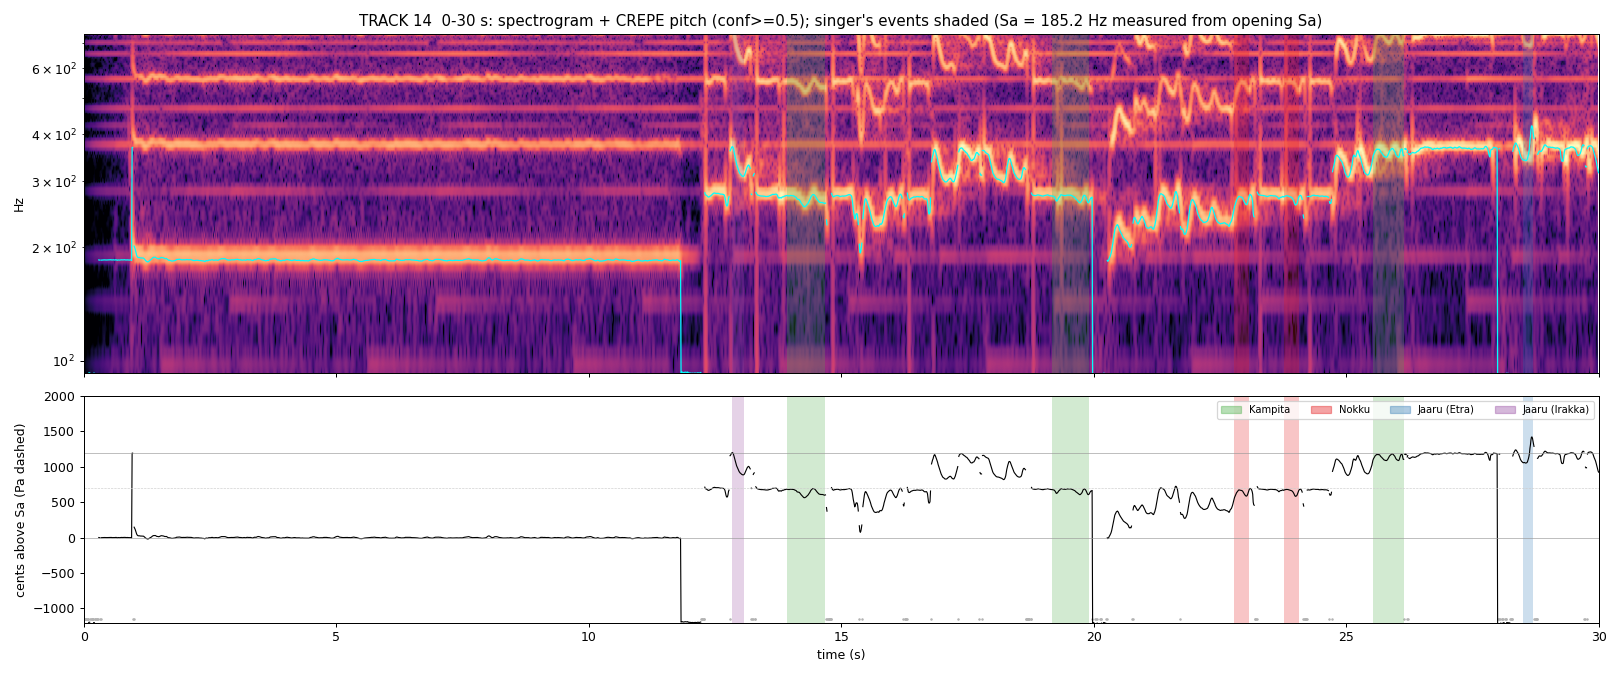 TRACK 14  0-30 s: spectrogram + CREPE pitch (conf>=0.5); singer's events shaded (Sa = 185.2 Hz measured from opening Sa)
6 × 10²
4 × 10²
3 × 10²
2 × 10²
10²
Hz
2000
1500
1000
500
0
−500
−1000
cents above Sa (Pa dashed)
Kampita
Nokku
Jaaru (Etra)
Jaaru (Irakka)
0
5
10
15
20
25
30
time (s)